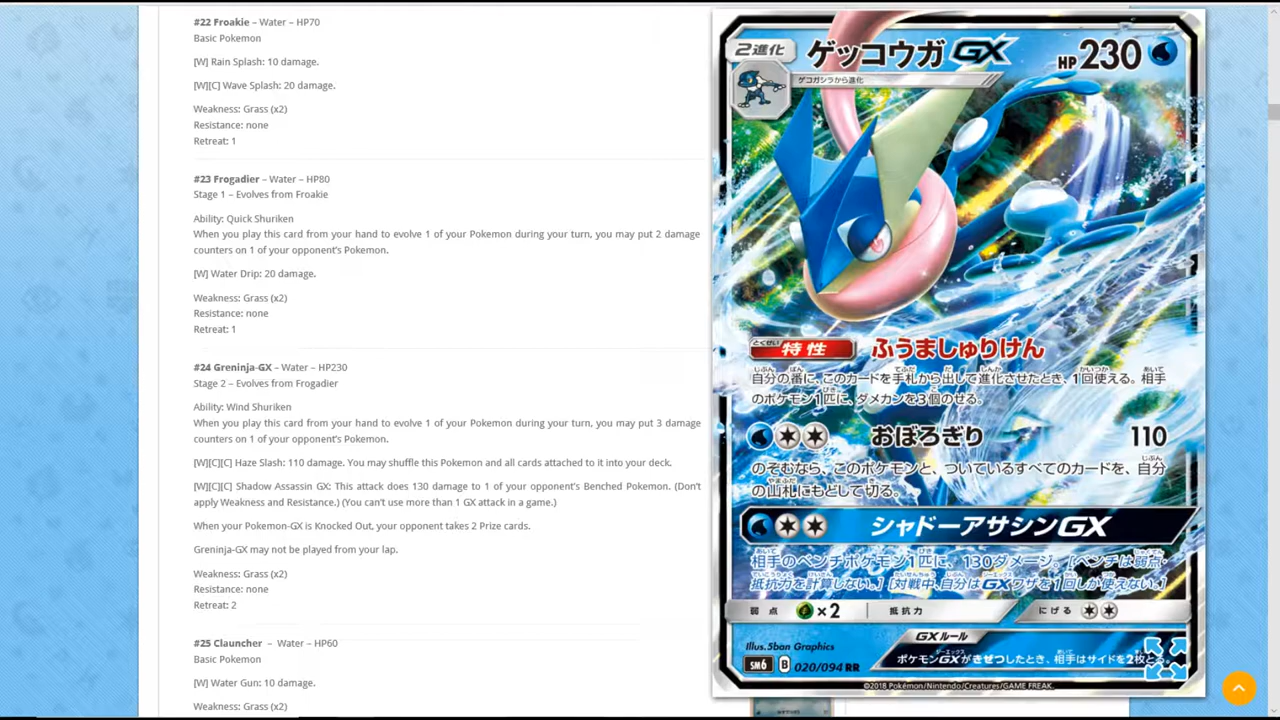 #22 Froakie – Water – HP70
Basic Pokemon
[W] Rain Splash: 10 damage.
[W][C] Wave Splash: 20 damage.
Weakness: Grass (x2)
Resistance: none
Retreat: 1
#23 Frogadier – Water – HP80
Stage 1 – Evolves from Froakie
Ability: Quick Shuriken
When you play this card from your hand to evolve 1 of your Pokemon during your turn, you may put 2 damage
counters on 1 of your opponent's Pokemon.
[W] Water Drip: 20 damage.
Weakness: Grass (x2)
Resistance: none
Retreat: 1
#24 Greninja-GX – Water – HP230
Stage 2 – Evolves from Frogadier
Ability: Wind Shuriken
When you play this card from your hand to evolve 1 of your Pokemon during your turn, you may put 3 damage
counters on 1 of your opponent's Pokemon.
[W][C][C] Haze Slash: 110 damage. You may shuffle this Pokemon and all cards attached to it into your deck.
[W][C][C] Shadow Assassin GX: This attack does 130 damage to 1 of your opponent's Benched Pokemon. (Don't
apply Weakness and Resistance.) (You can't use more than 1 GX attack in a game.)
When your Pokemon-GX is Knocked Out, your opponent takes 2 Prize cards.
Greninja-GX may not be played from your lap.
Weakness: Grass (x2)
Resistance: none
Retreat: 2
#25 Clauncher – Water – HP60
Basic Pokemon
[W] Water Gun: 10 damage.
Weakness: Grass (x2)
2進化 ゲッコウガGX HP230
ゲコガシラから進化
特性 ふうましゅりけん
自分の番に、このカードを手札から出して進化させたとき、1回使える。相手
のポケモン1匹に、ダメカンを3個のせる。
おぼろぎり 110
のぞむなら、このポケモンと、ついているすべてのカードを、自分
の山札にもどして切る。
シャドーアサシンGX
相手のベンチポケモン1匹に、130ダメージ。[ベンチは弱点・
抵抗力を計算しない。][対戦中、自分はGXワザを1回しか使えない。]
弱点 ×2 抵抗力 にげる
GXルール
Illus.5ban Graphics
ポケモンGXがきぜつしたとき、相手はサイドを2枚とる。
SM6 B 020/094 RR
©2018 Pokémon/Nintendo/Creatures/GAME FREAK.